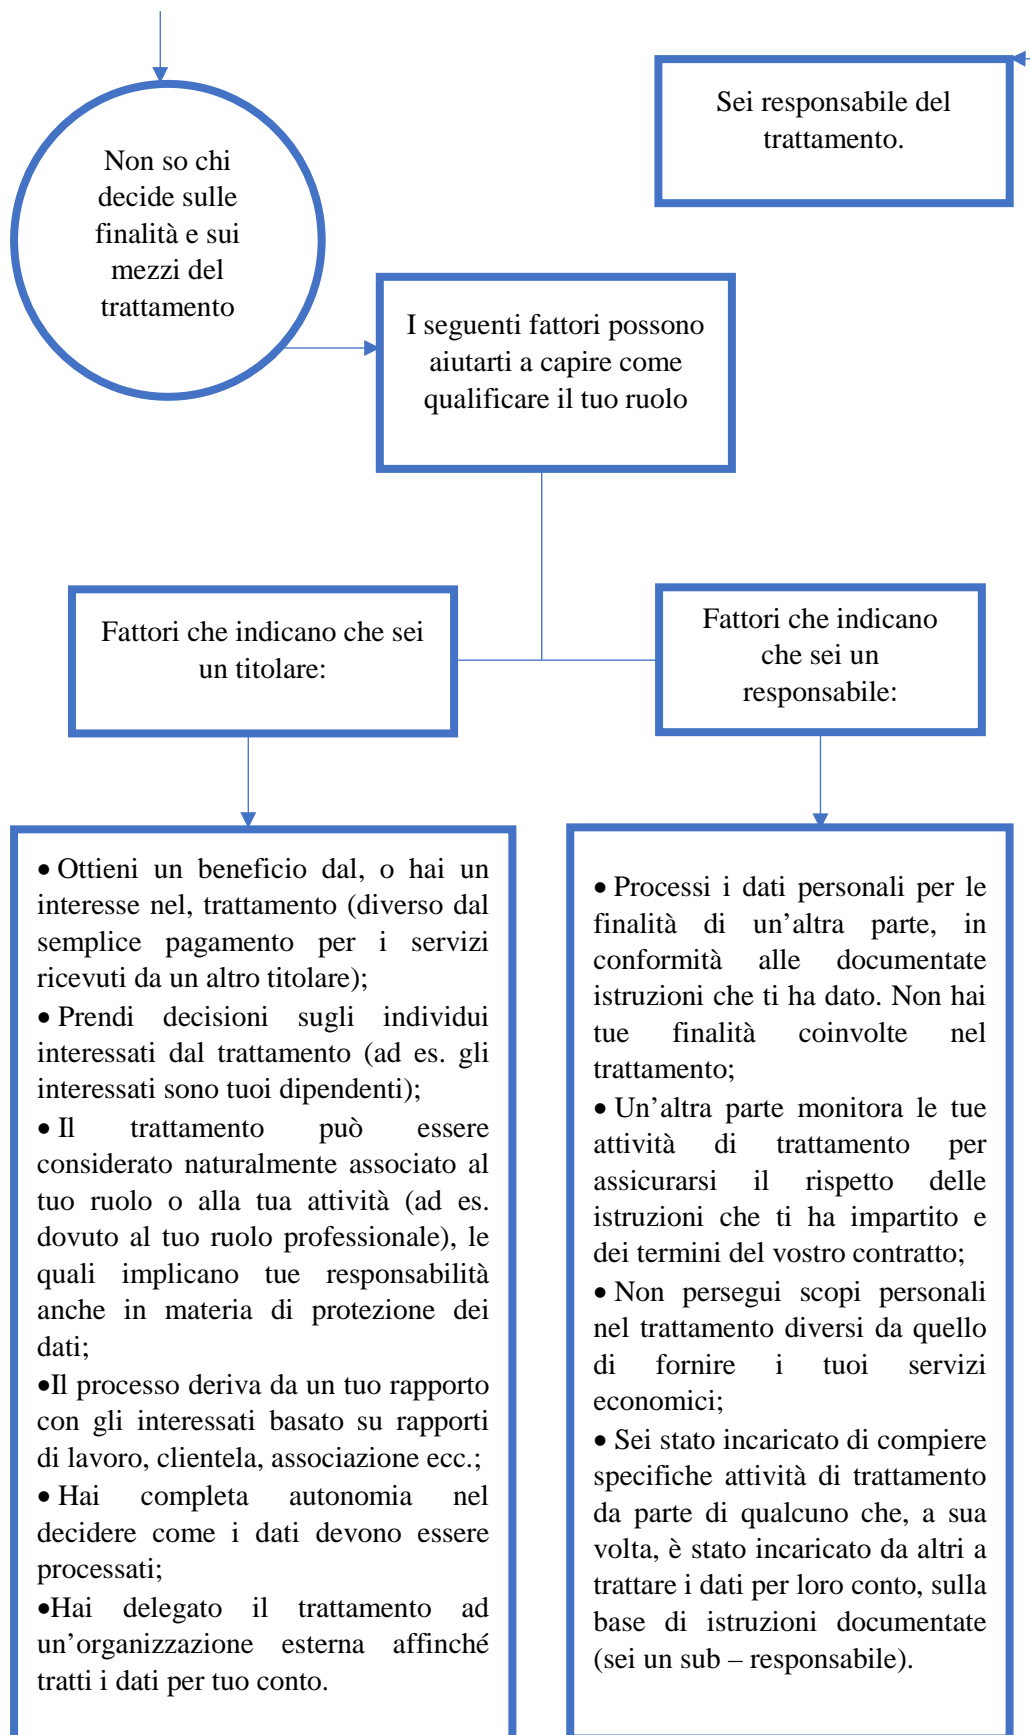 Non so chi
decide sulle
finalità e sui
mezzi del
trattamento
Sei responsabile del
trattamento.
I seguenti fattori possono
aiutarti a capire come
qualificare il tuo ruolo
Fattori che indicano che sei
un titolare:
Fattori che indicano
che sei un
responsabile:
• Ottieni un beneficio dal, o hai un
interesse nel, trattamento (diverso dal
semplice pagamento per i servizi
ricevuti da un altro titolare);
• Prendi decisioni sugli individui
interessati dal trattamento (ad es. gli
interessati sono tuoi dipendenti);
• Il trattamento può essere
considerato naturalmente associato al
tuo ruolo o alla tua attività (ad es.
dovuto al tuo ruolo professionale), le
quali implicano tue responsabilità
anche in materia di protezione dei
dati;
•Il processo deriva da un tuo rapporto
con gli interessati basato su rapporti
di lavoro, clientela, associazione ecc.;
• Hai completa autonomia nel
decidere come i dati devono essere
processati;
•Hai delegato il trattamento ad
un’organizzazione esterna affinché
tratti i dati per tuo conto.
• Processi i dati personali per le
finalità di un’altra parte, in
conformità alle documentate
istruzioni che ti ha dato. Non hai
tue finalità coinvolte nel
trattamento;
• Un’altra parte monitora le tue
attività di trattamento per
assicurarsi il rispetto delle
istruzioni che ti ha impartito e
dei termini del vostro contratto;
• Non persegui scopi personali
nel trattamento diversi da quello
di fornire i tuoi servizi
economici;
• Sei stato incaricato di compiere
specifiche attività di trattamento
da parte di qualcuno che, a sua
volta, è stato incaricato da altri a
trattare i dati per loro conto, sulla
base di istruzioni documentate
(sei un sub – responsabile).